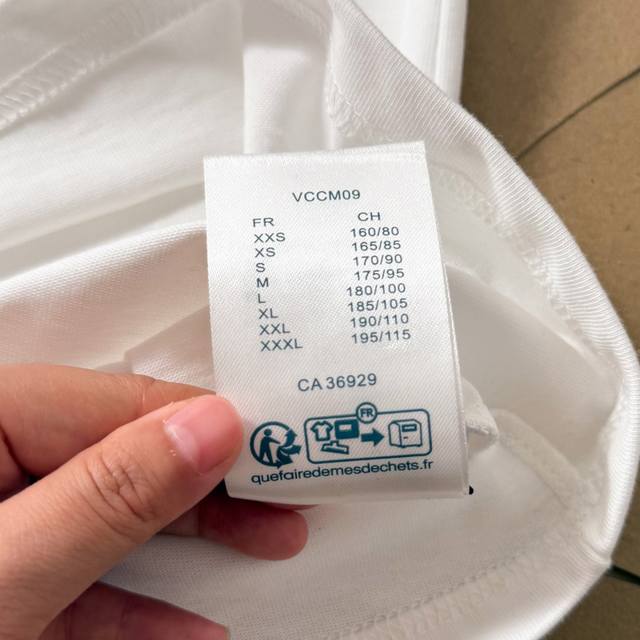 VCCM09
FR CH
XXS 160/80
XS 165/85
S 170/90
M 175/95
L 180/100
XL 185/105
XXL 190/110
XXXL 195/115
CA 36929
FR
quefairedemesdechets.fr